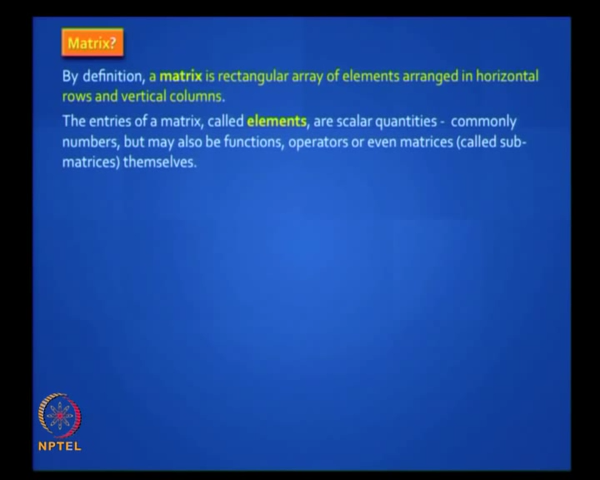 Matrix?
By definition, a matrix is rectangular array of elements arranged in horizontal
rows and vertical columns.
The entries of a matrix, called elements, are scalar quantities - commonly
numbers, but may also be functions, operators or even matrices (called sub-
matrices) themselves.
NPTEL